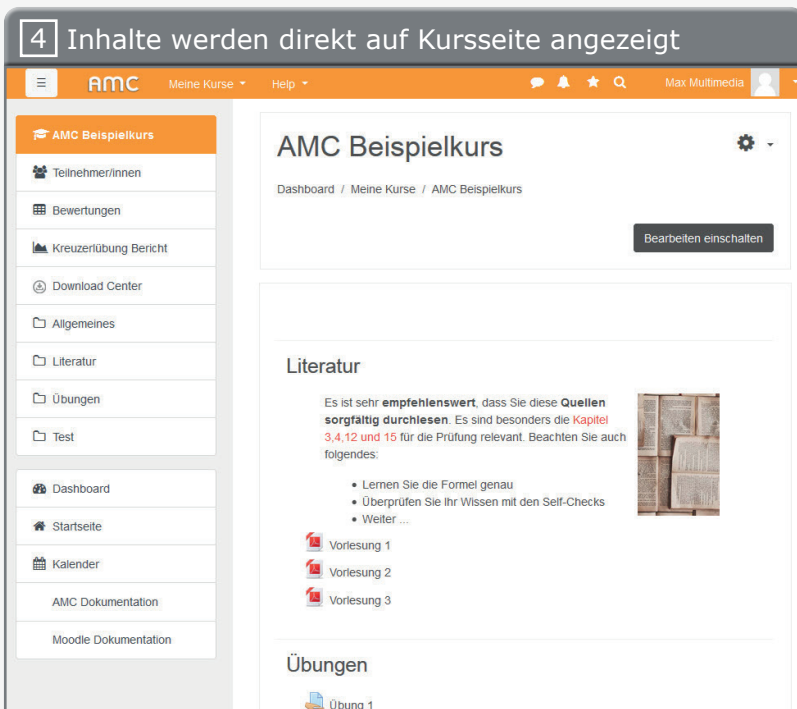 4 Inhalte werden direkt auf Kursseite angezeigt
AMC Meine Kurse Help Max Multimedia
AMC Beispielkurs
Teilnehmer/innen
Bewertungen
Kreuzerlübung Bericht
Download Center
Allgemeines
Literatur
Übungen
Test
Dashboard
Startseite
Kalender
AMC Dokumentation
Moodle Dokumentation
AMC Beispielkurs
Dashboard / Meine Kurse / AMC Beispielkurs
Bearbeiten einschalten
Literatur
Es ist sehr empfehlenswert, dass Sie diese Quellen
sorgfältig durchlesen. Es sind besonders die Kapitel
3,4,12 und 15 für die Prüfung relevant. Beachten Sie auch
folgendes:
• Lernen Sie die Formel genau
• Überprüfen Sie Ihr Wissen mit den Self-Checks
• Weiter ...
Vorlesung 1
Vorlesung 2
Vorlesung 3
Übungen
Übung 1